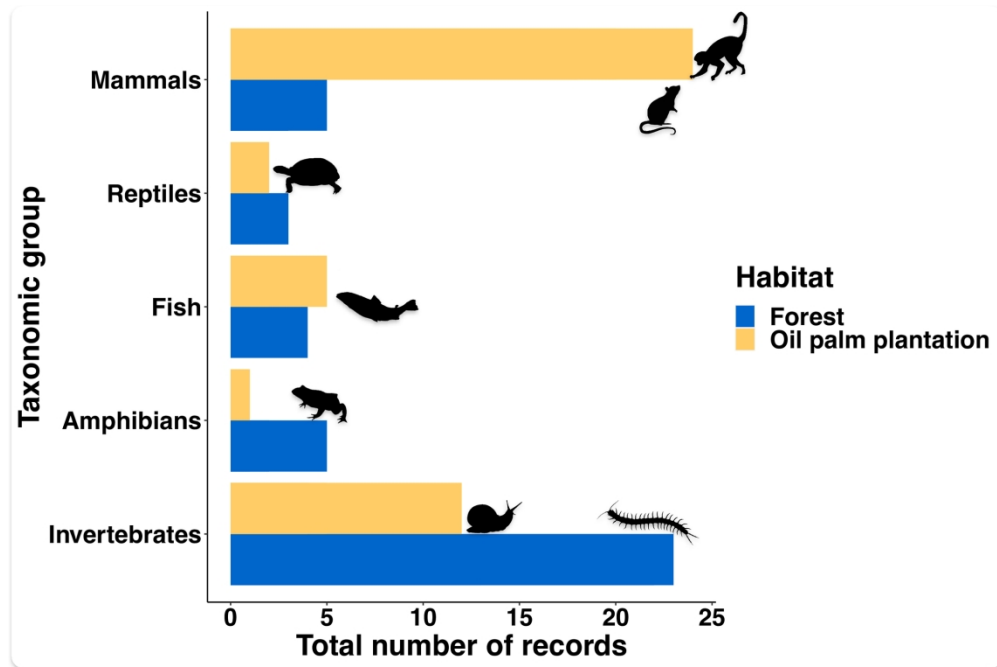 Mammals
Reptiles
Fish
Amphibians
Invertebrates
Taxonomic group
0 5 10 15 20 25
Total number of records
Habitat
Forest
Oil palm plantation